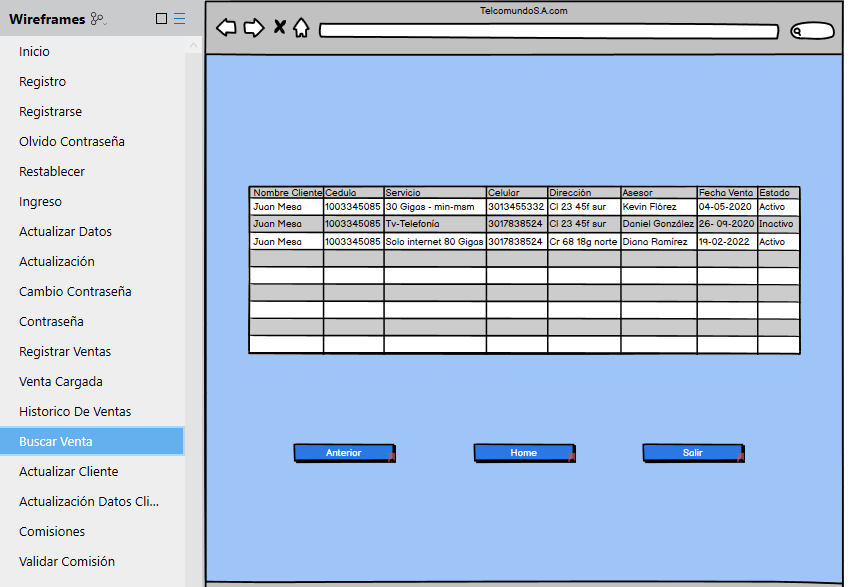 Wireframes
Inicio
Registro
Registrarse
Olvido Contraseña
Restablecer
Ingreso
Actualizar Datos
Actualización
Cambio Contraseña
Contraseña
Registrar Ventas
Venta Cargada
Historico De Ventas
Buscar Venta
Actualizar Cliente
Actualización Datos Cli...
Comisiones
Validar Comisión
TelcomundoS.A.com
Nombre Cliente Cedula Servicio Celular Dirección Asesor Fecha Venta Estado
Juan Mesa 1003345085 30 Gigas - min-msm 3013455332 Cl 23 45f sur Kevin Flórez 04-05-2020 Activo
Juan Mesa 1003345085 Tv-Telefonía 3017838524 Cl 23 45f sur Daniel González 26- 09-2020 Inactivo
Juan Mesa 1003345085 Solo internet 80 Gigas 3017838524 Cr 68 18g norte Diana Ramírez 19-02-2022 Activo
Anterior Home Salir